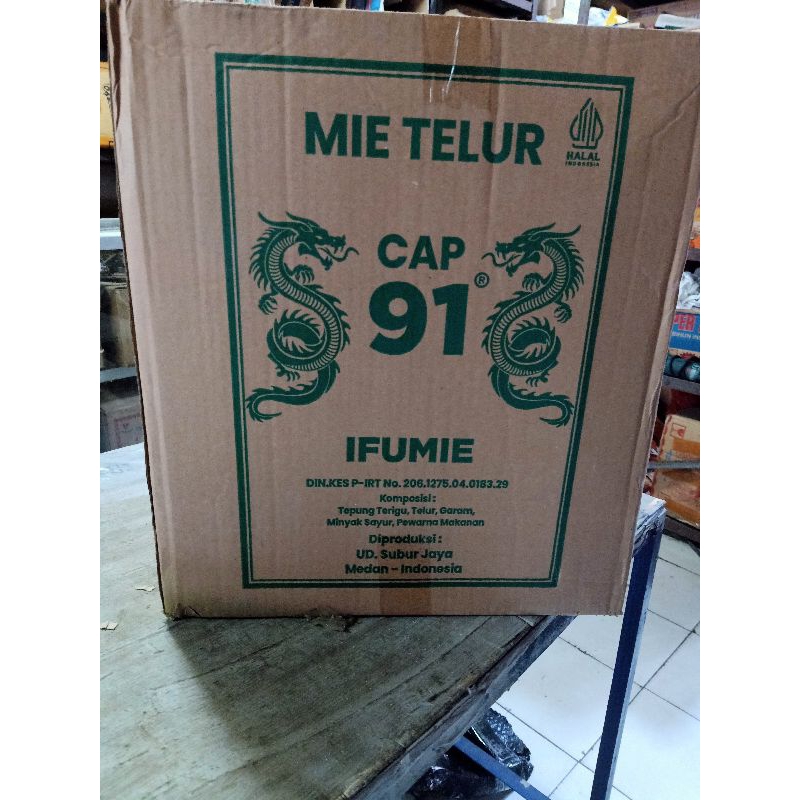 MIE TELUR
HALAL
INDONESIA
CAP
91®
IFUMIE
DIN.KES P-IRT No. 206.1275.04.0183.29
Komposisi :
Tepung Terigu, Telur, Garam,
Minyak Sayur, Pewarna Makanan
Diproduksi :
UD. Subur Jaya
Medan - Indonesia